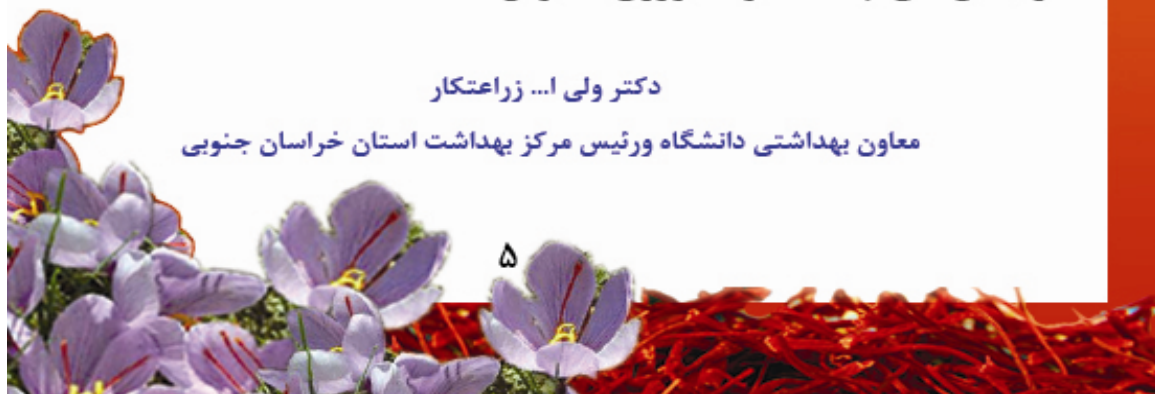 دکتر ولی ا... زراعتکار
معاون بهداشتی دانشگاه ورئیس مرکز بهداشت استان خراسان جنوبی
۵